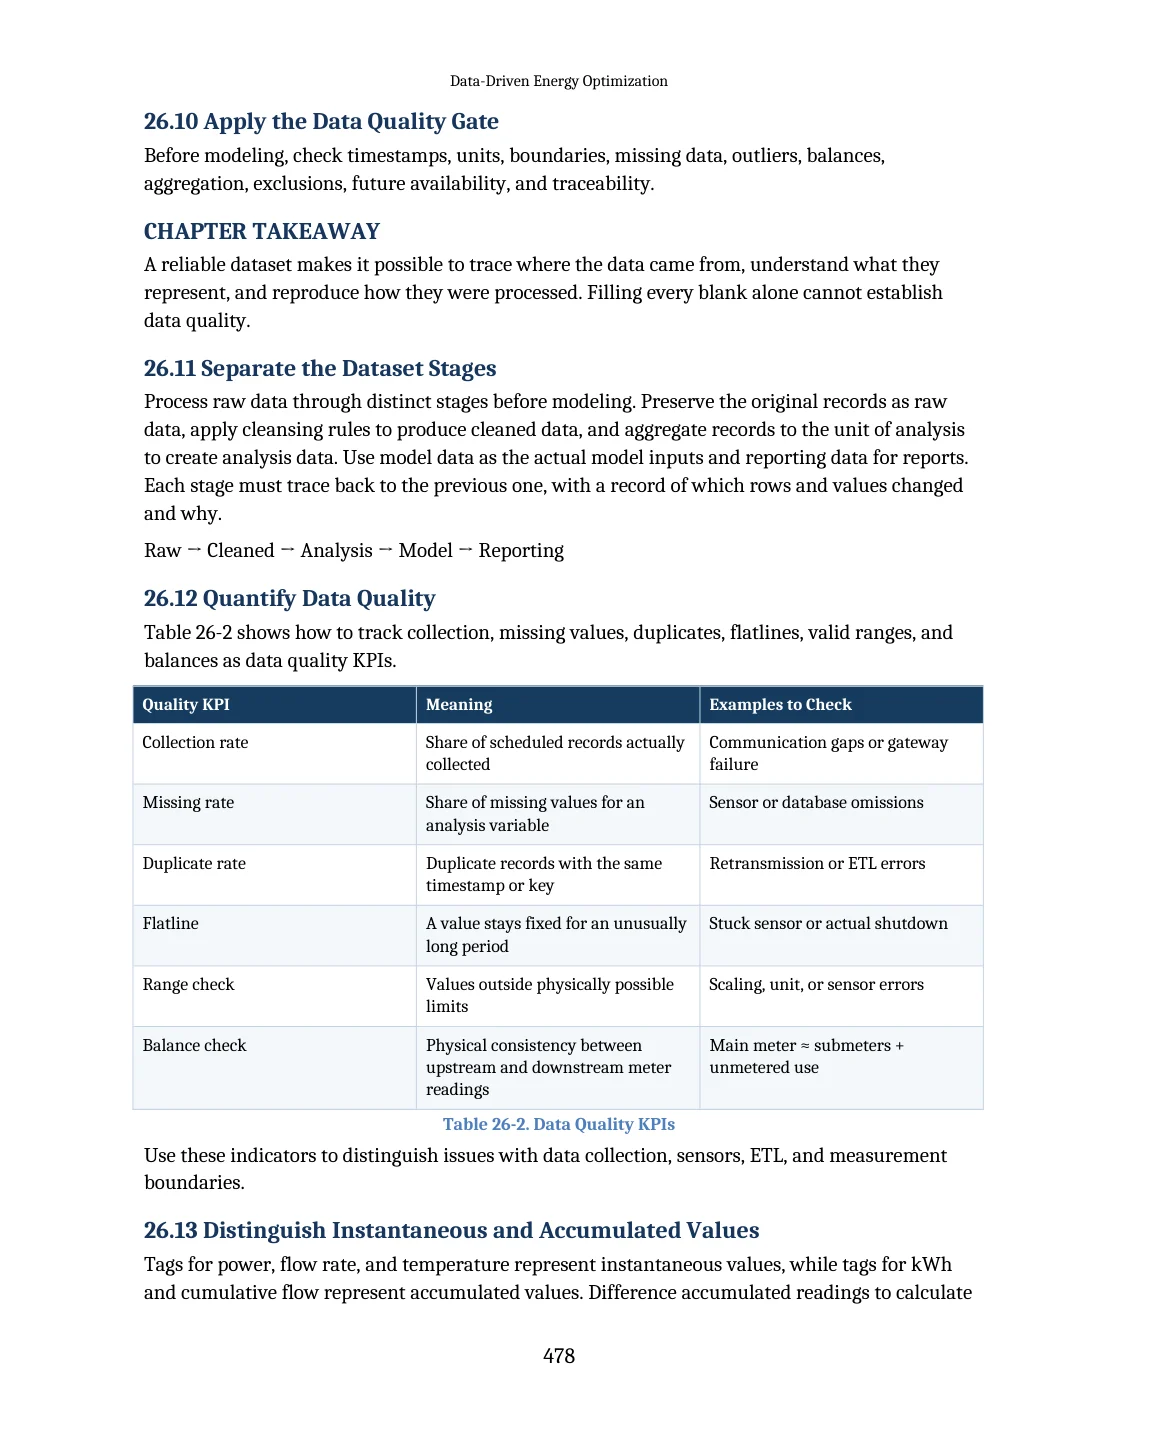 Data-Driven Energy Optimization
26.10 Apply the Data Quality Gate
Before modeling, check timestamps, units, boundaries, missing data, outliers, balances,
aggregation, exclusions, future availability, and traceability.
CHAPTER TAKEAWAY
A reliable dataset makes it possible to trace where the data came from, understand what they
represent, and reproduce how they were processed. Filling every blank alone cannot establish
data quality.
26.11 Separate the Dataset Stages
Process raw data through distinct stages before modeling. Preserve the original records as raw
data, apply cleansing rules to produce cleaned data, and aggregate records to the unit of analysis
to create analysis data. Use model data as the actual model inputs and reporting data for reports.
Each stage must trace back to the previous one, with a record of which rows and values changed
and why.
Raw → Cleaned → Analysis → Model → Reporting
26.12 Quantify Data Quality
Table 26-2 shows how to track collection, missing values, duplicates, flatlines, valid ranges, and
balances as data quality KPIs.
Quality KPI Meaning Examples to Check
Collection rate Share of scheduled records actually Communication gaps or gateway
collected failure
Missing rate Share of missing values for an Sensor or database omissions
analysis variable
Duplicate rate Duplicate records with the same Retransmission or ETL errors
timestamp or key
Flatline A value stays fixed for an unusually Stuck sensor or actual shutdown
long period
Range check Values outside physically possible Scaling, unit, or sensor errors
limits
Balance check Physical consistency between Main meter ≈ submeters +
upstream and downstream meter unmetered use
readings
Table 26-2. Data Quality KPIs
Use these indicators to distinguish issues with data collection, sensors, ETL, and measurement
boundaries.
26.13 Distinguish Instantaneous and Accumulated Values
Tags for power, flow rate, and temperature represent instantaneous values, while tags for kWh
and cumulative flow represent accumulated values. Difference accumulated readings to calculate
478